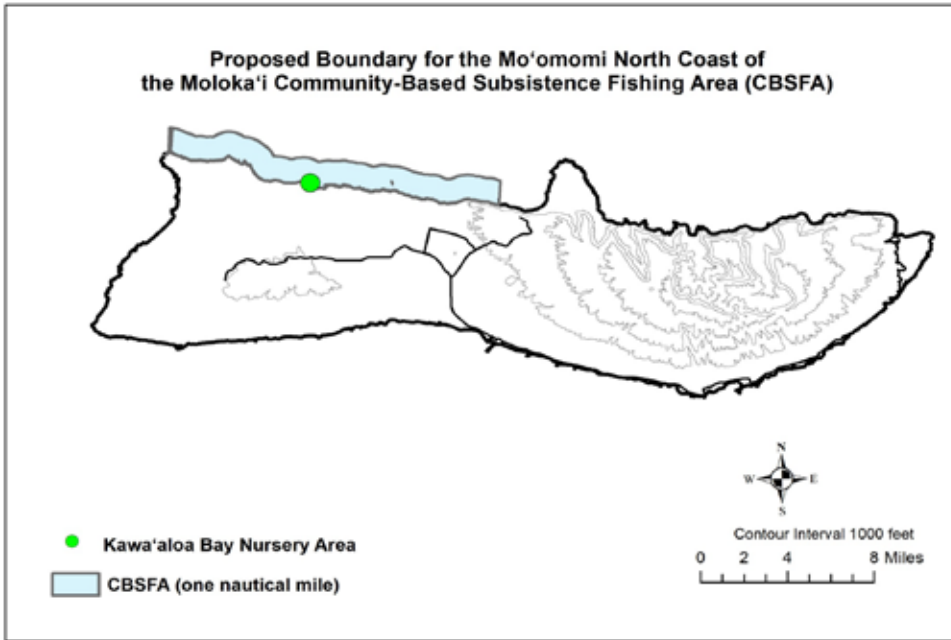 Proposed Boundary for the Moʻomomi North Coast of
the Molokaʻi Community-Based Subsistence Fishing Area (CBSFA)
N
W E
S
Kawaʻaloa Bay Nursery Area
CBSFA (one nautical mile)
Contour Interval 1000 feet
0 2 4 8 Miles